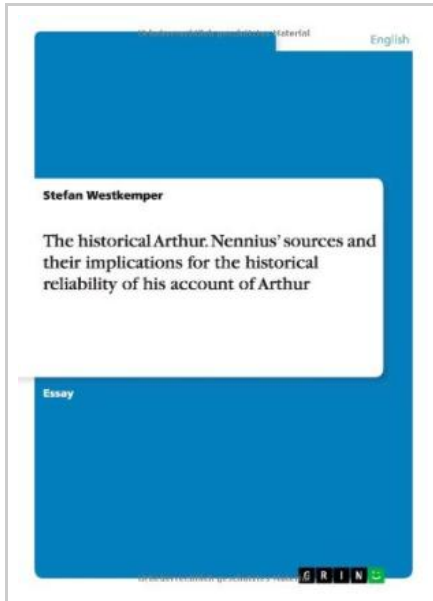 English
Stefan Westkemper
The historical Arthur. Nennius' sources and
their implications for the historical
reliability of his account of Arthur
Essay
GRIN